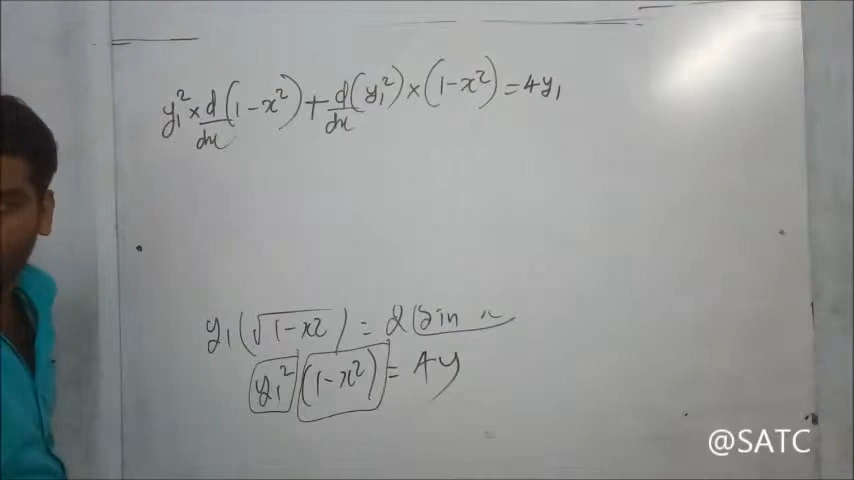 y₁² × d/dx (1 - x²) + d/dx (y₁²) × (1 - x²) = 4y₁
y₁ (√1 - x²) = 2 (Sin
y₁² (1 - x²) = 4y
@SATC